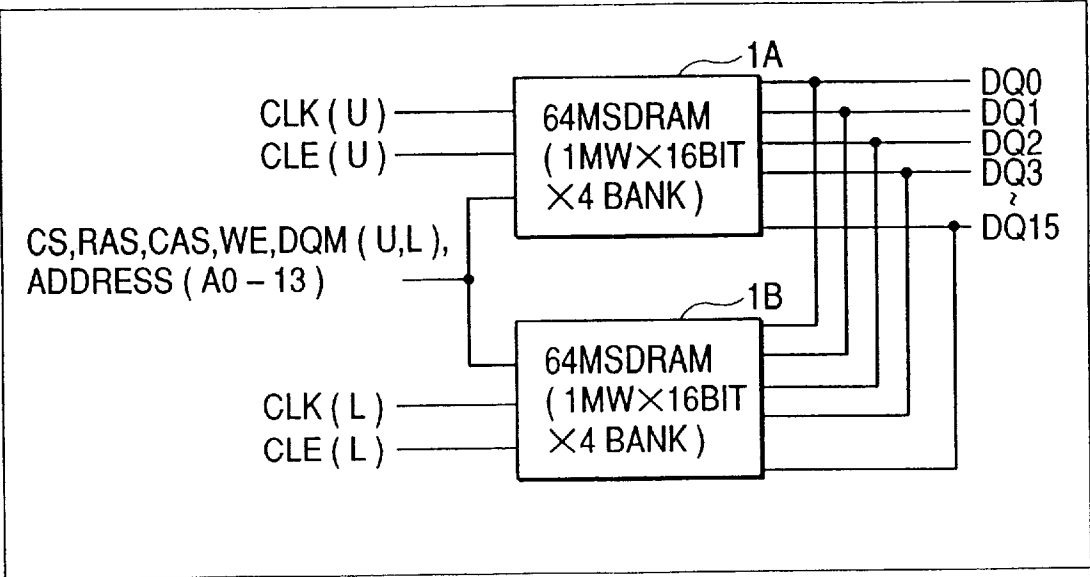 1A
CLK ( U )
CLE ( U )
64MSDRAM
( 1MW×16BIT
×4 BANK )
DQ0
DQ1
DQ2
DQ3
~
DQ15
CS,RAS,CAS,WE,DQM ( U,L ),
ADDRESS ( A0 – 13 )
1B
64MSDRAM
( 1MW×16BIT
×4 BANK )
CLK ( L )
CLE ( L )